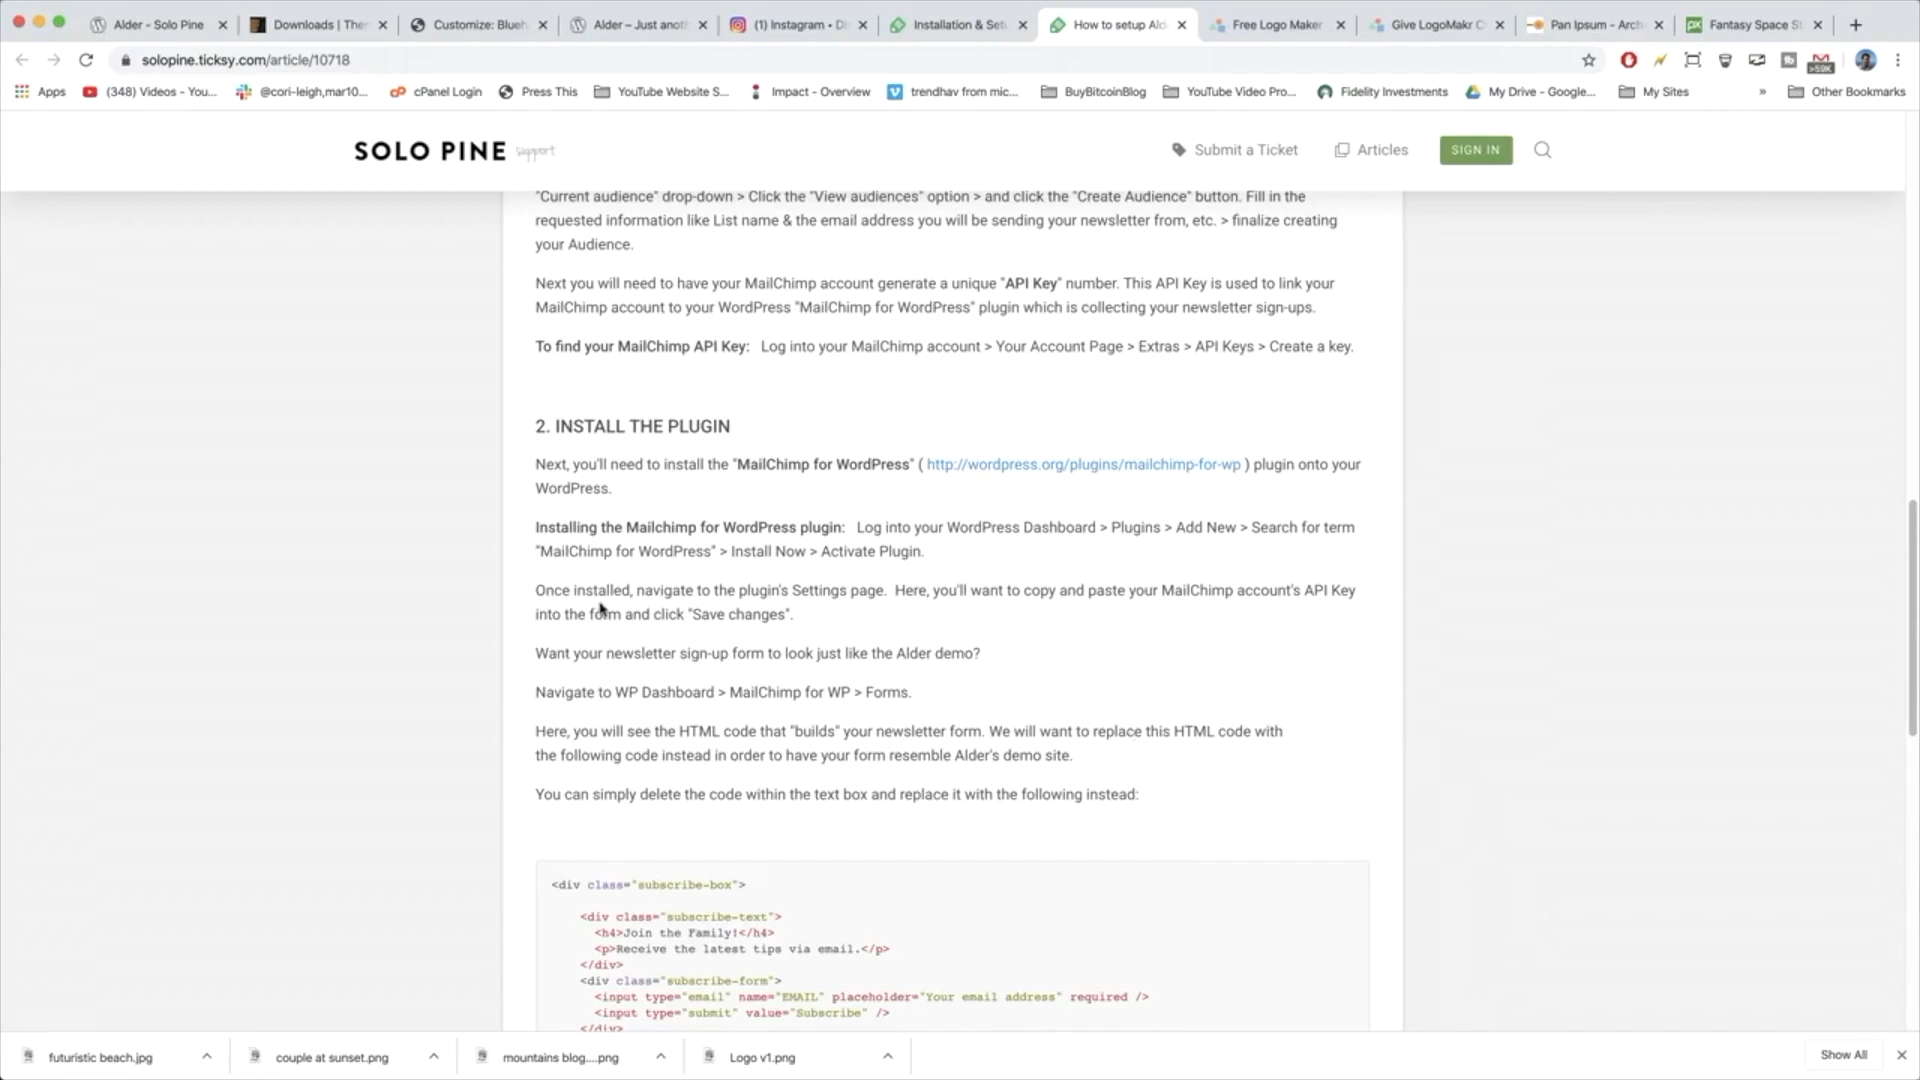 Alder - Solo Pine
Downloads | Ther
Customize: Blueh
Alder – Just anot
(1) Instagram • Di
Installation & Setu
How to setup Ald
Free Logo Maker
Give LogoMakr C
Pan Ipsum - Arch
Fantasy Space St
solopine.ticksy.com/article/10718
>59K
Apps
(348) Videos - You...
@cori-leigh,mar10...
cPanel Login
Press This
YouTube Website S...
Impact - Overview
trendhav from mic...
BuyBitcoinBlog
YouTube Video Pro...
Fidelity Investments
My Drive - Google...
My Sites
»
Other Bookmarks
SOLO PINE support
Submit a Ticket
Articles
SIGN IN
"Current audience" drop-down > Click the "View audiences" option > and click the "Create Audience" button. Fill in the
requested information like List name & the email address you will be sending your newsletter from, etc. > finalize creating
your Audience.
Next you will need to have your MailChimp account generate a unique "API Key" number. This API Key is used to link your
MailChimp account to your WordPress "MailChimp for WordPress" plugin which is collecting your newsletter sign-ups.
To find your MailChimp API Key: Log into your MailChimp account > Your Account Page > Extras > API Keys > Create a key.
2. INSTALL THE PLUGIN
Next, you'll need to install the "MailChimp for WordPress" ( http://wordpress.org/plugins/mailchimp-for-wp ) plugin onto your
WordPress.
Installing the Mailchimp for WordPress plugin: Log into your WordPress Dashboard > Plugins > Add New > Search for term
"MailChimp for WordPress" > Install Now > Activate Plugin.
Once installed, navigate to the plugin's Settings page. Here, you'll want to copy and paste your MailChimp account's API Key
into the form and click "Save changes".
Want your newsletter sign-up form to look just like the Alder demo?
Navigate to WP Dashboard > MailChimp for WP > Forms.
Here, you will see the HTML code that "builds" your newsletter form. We will want to replace this HTML code with
the following code instead in order to have your form resemble Alder's demo site.
You can simply delete the code within the text box and replace it with the following instead:
<div class="subscribe-box">
<div class="subscribe-text">
<h4>Join the Family!</h4>
<p>Receive the latest tips via email.</p>
</div>
<div class="subscribe-form">
<input type="email" name="EMAIL" placeholder="Your email address" required />
<input type="submit" value="Subscribe" />
</div>
futuristic beach.jpg
couple at sunset.png
mountains blog....png
Logo v1.png
Show All